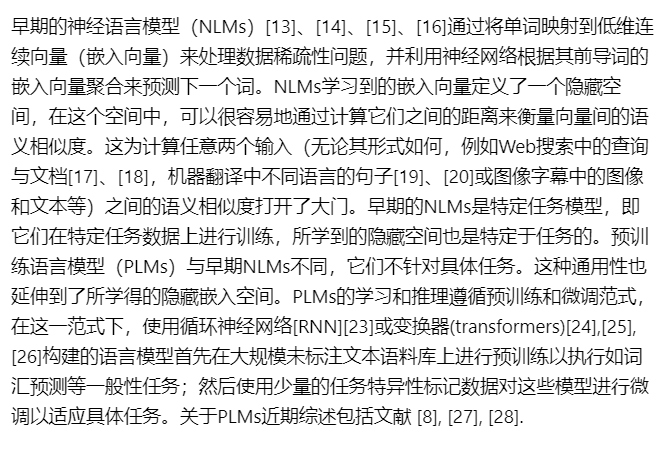 早期的神经语言模型（NLMs）[13]、[14]、[15]、[16]通过将单词映射到低维连
续向量（嵌入向量）来处理数据稀疏性问题，并利用神经网络根据其前导词的
嵌入向量聚合来预测下一个词。NLMs学习到的嵌入向量定义了一个隐藏空
间，在这个空间中，可以很容易地通过计算它们之间的距离来衡量向量间的语
义相似度。这为计算任意两个输入（无论其形式如何，例如Web搜索中的查询
与文档[17]、[18]，机器翻译中不同语言的句子[19]、[20]或图像字幕中的图像
和文本等）之间的语义相似度打开了大门。早期的NLMs是特定任务模型，即
它们在特定任务数据上进行训练，所学到的隐藏空间也是特定于任务的。预训
练语言模型（PLMs）与早期NLMs不同，它们不针对具体任务。这种通用性也
延伸到了所学得的隐藏嵌入空间。PLMs的学习和推理遵循预训练和微调范式，
在这一范式下，使用循环神经网络[RNN][23]或变换器(transformers)[24],[25],
[26]构建的语言模型首先在大规模未标注文本语料库上进行预训练以执行如词
汇预测等一般性任务；然后使用少量的任务特异性标记数据对这些模型进行微
调以适应具体任务。关于PLMs近期综述包括文献 [8], [27], [28].